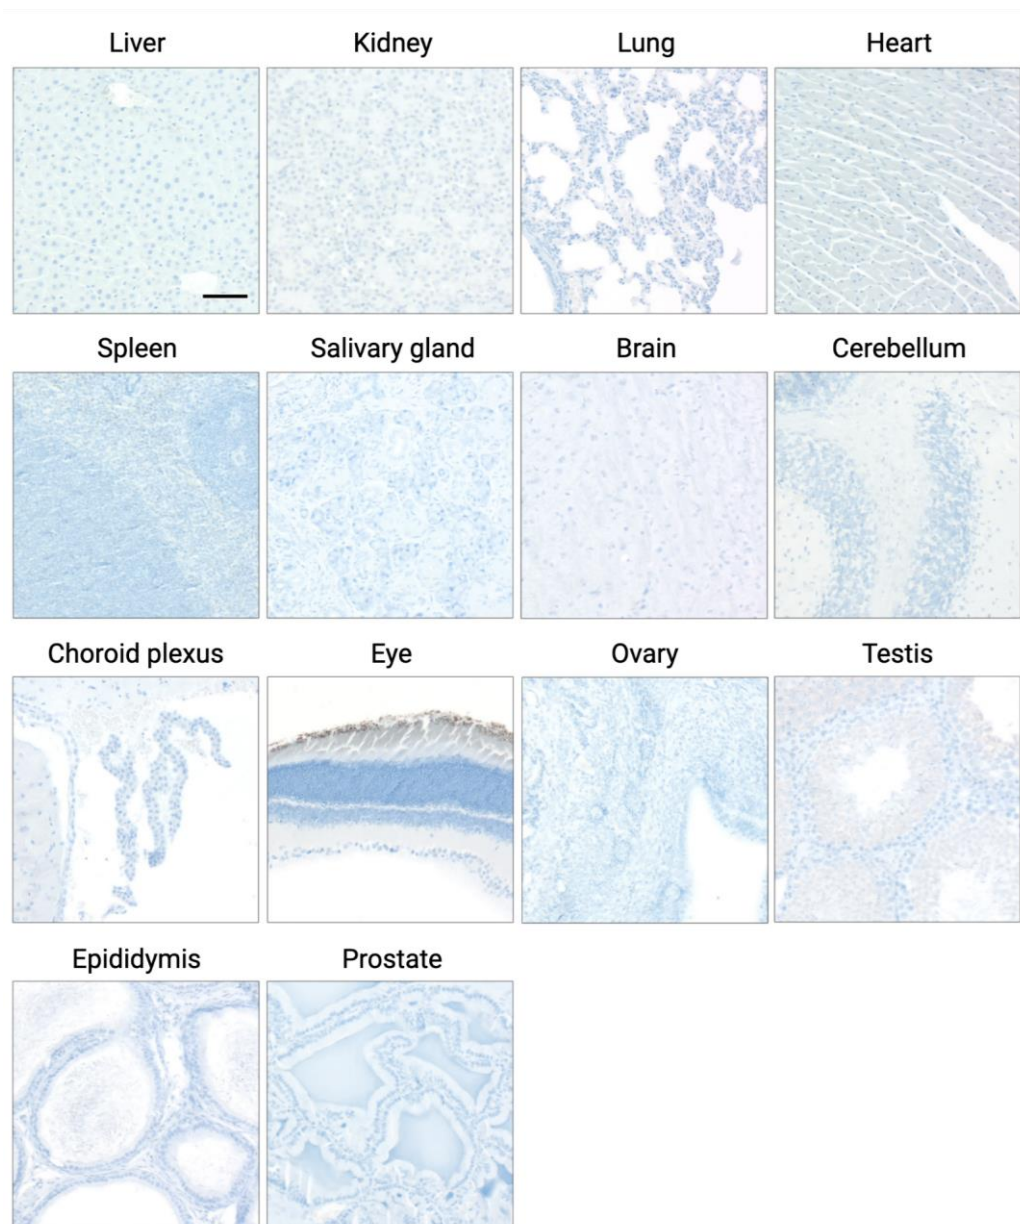 Liver Kidney Lung Heart
Spleen Salivary gland Brain Cerebellum
Choroid plexus Eye Ovary Testis
Epididymis Prostate